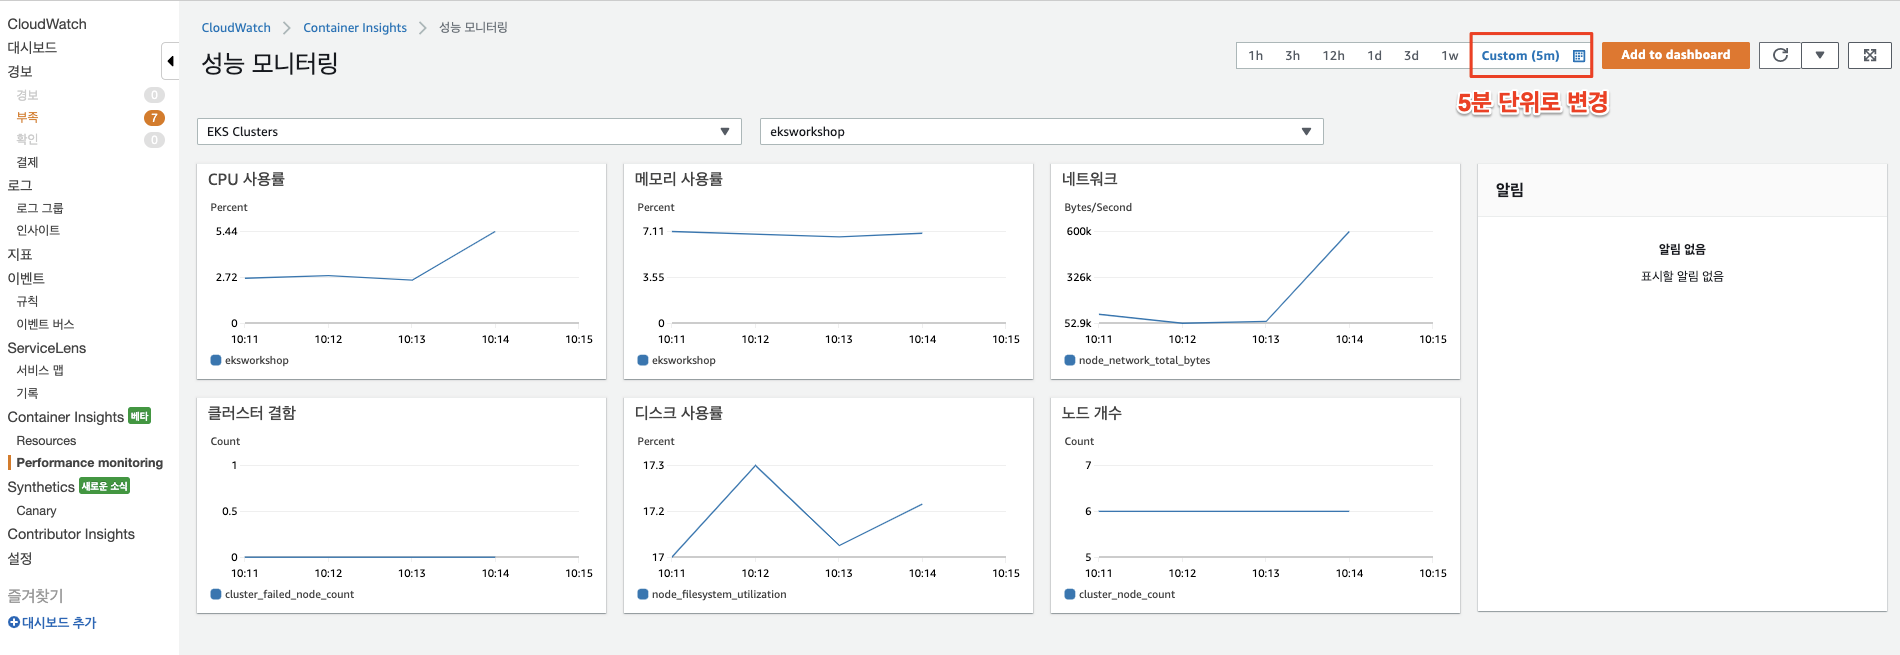 CloudWatch
대시보드
경보
경보 0
부족 7
확인 0
결제
로그
로그 그룹
인사이트
지표
이벤트
규칙
이벤트 버스
ServiceLens
서비스 맵
기록
Container Insights 베타
Resources
Performance monitoring
Synthetics 새로운 소식
Canary
Contributor Insights
설정
즐겨찾기
대시보드 추가
CloudWatch Container Insights 성능 모니터링
성능 모니터링
1h 3h 12h 1d 3d 1w Custom (5m) Add to dashboard
5분 단위로 변경
EKS Clusters eksworkshop
CPU 사용률
Percent
5.44
2.72
0
10:11 10:12 10:13 10:14 10:15
eksworkshop
메모리 사용률
Percent
7.11
3.55
0
10:11 10:12 10:13 10:14 10:15
eksworkshop
네트워크
Bytes/Second
600k
326k
52.9k
10:11 10:12 10:13 10:14 10:15
node_network_total_bytes
알림
알림 없음
표시할 알림 없음
클러스터 결함
Count
1
0.5
0
10:11 10:12 10:13 10:14 10:15
cluster_failed_node_count
디스크 사용률
Percent
17.3
17.2
17
10:11 10:12 10:13 10:14 10:15
node_filesystem_utilization
노드 개수
Count
7
6
5
10:11 10:12 10:13 10:14 10:15
cluster_node_count